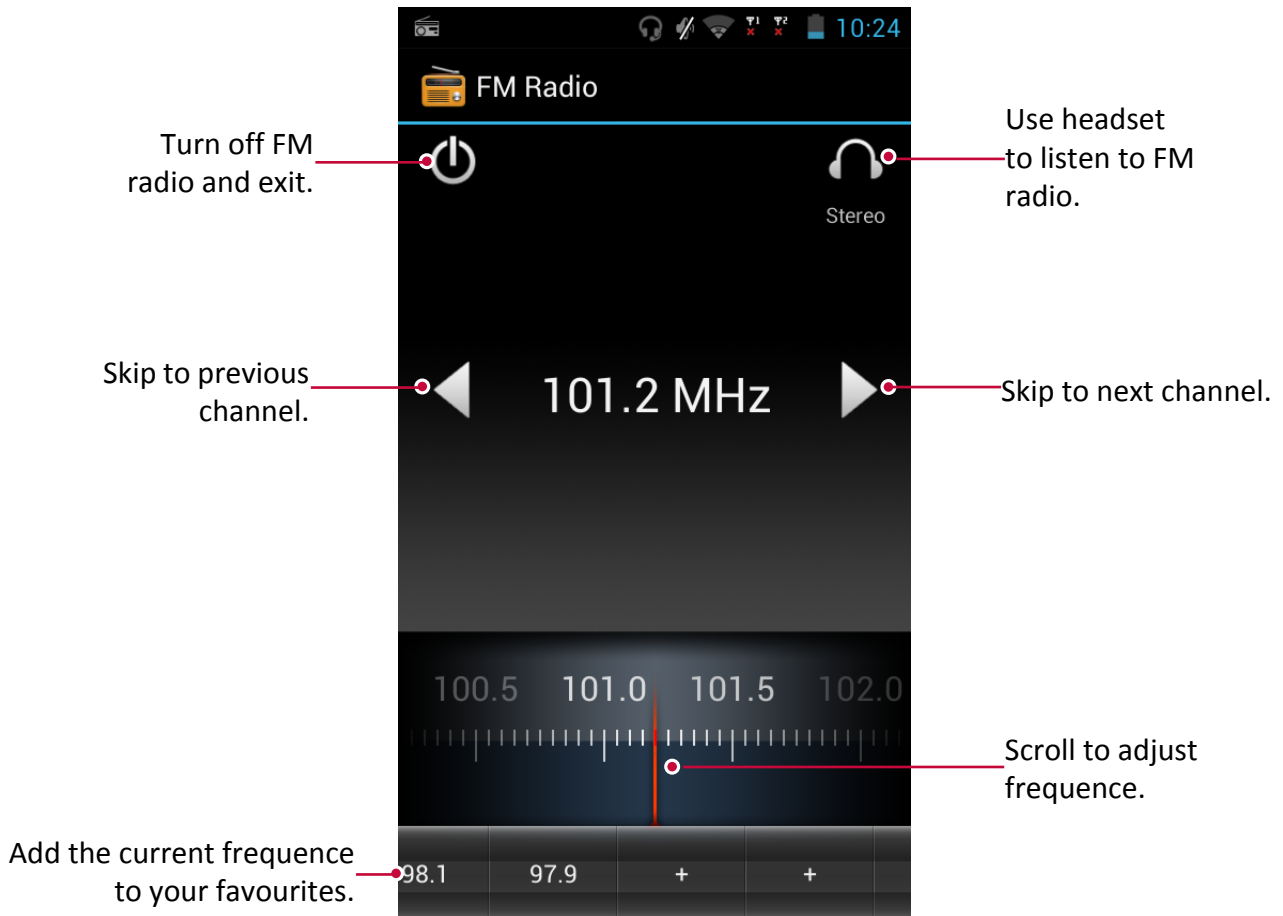 10:24
FM Radio
Turn off FM
radio and exit.
Use headset
to listen to FM
radio.
Stereo
Skip to previous
channel.
101.2 MHz
Skip to next channel.
100.5 101.0 101.5 102.0
Scroll to adjust
frequence.
Add the current frequence
to your favourites.
98.1 97.9 + +